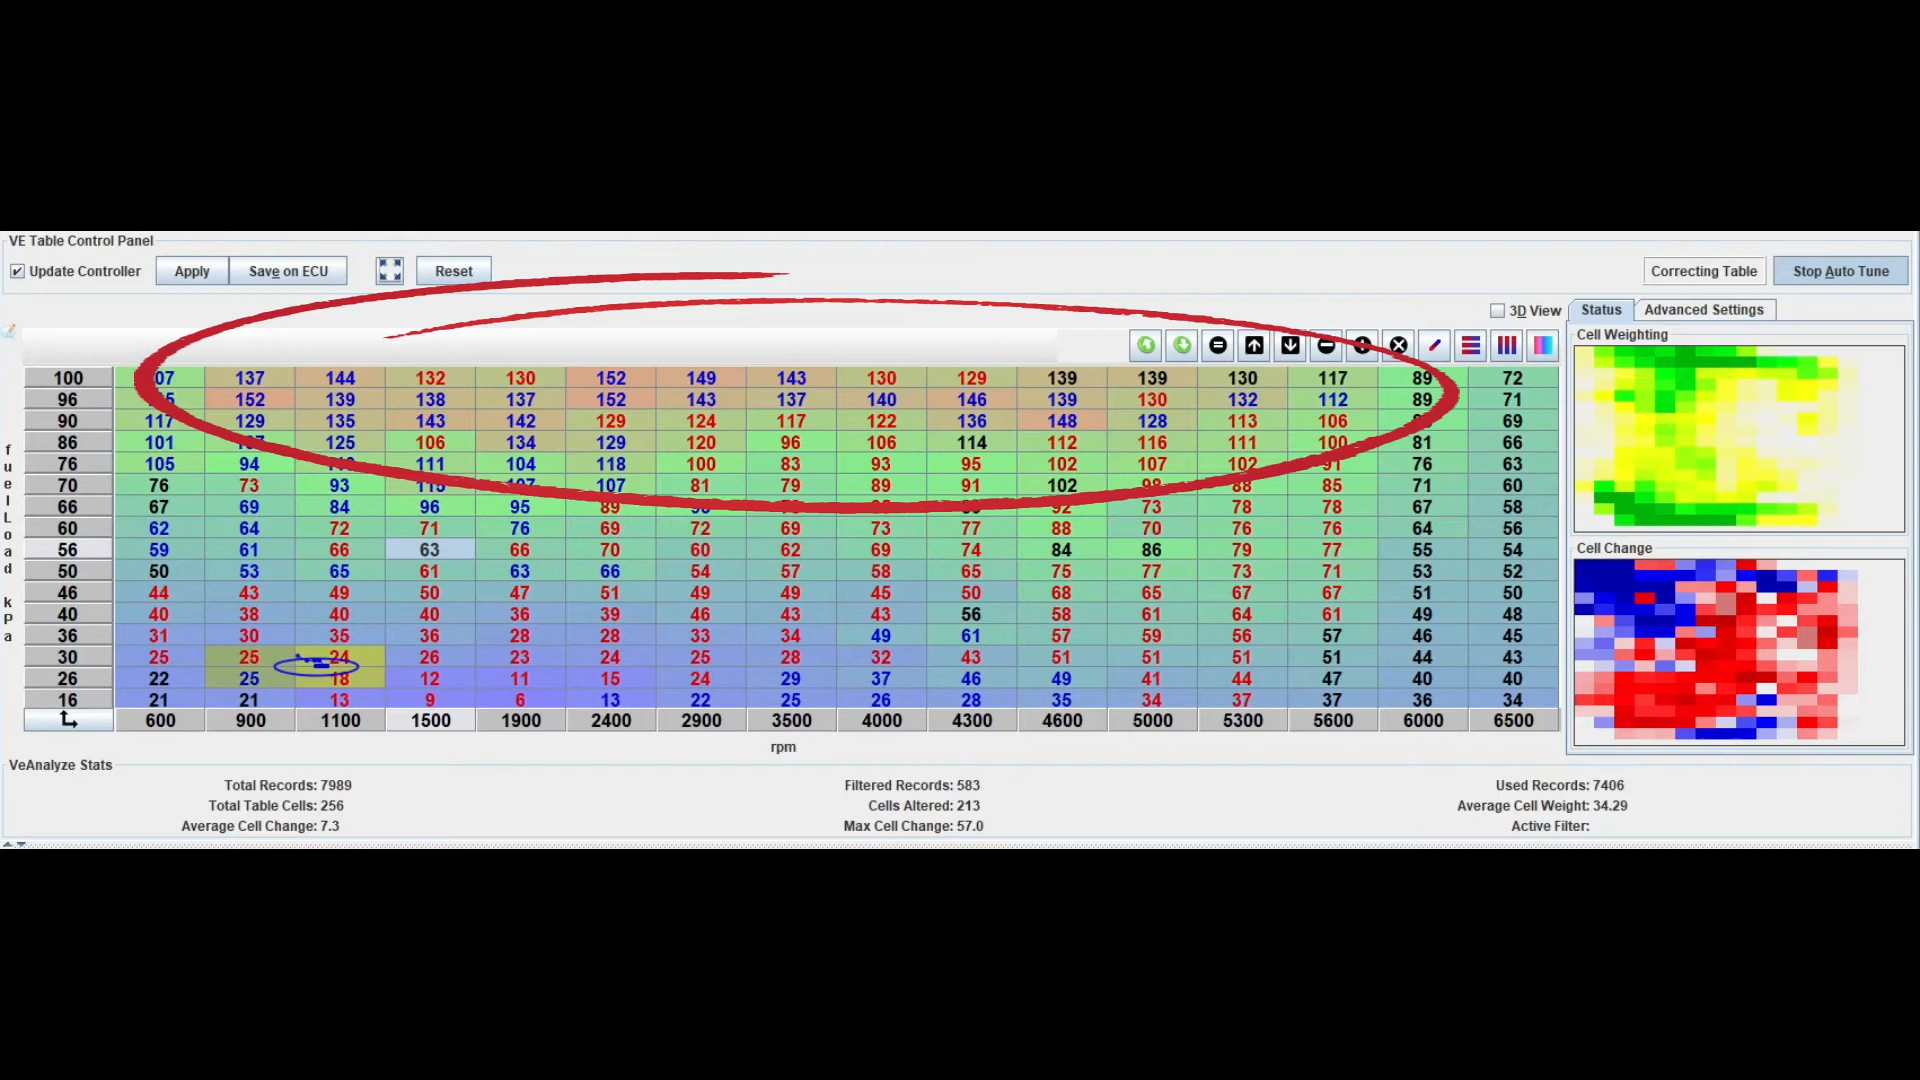 VE Table Control Panel
Update Controller Apply Save on ECU Reset Correcting Table Stop Auto Tune
3D View Status Advanced Settings
Cell Weighting
100 137 144 132 130 152 149 143 130 129 139 139 130 117 89 72
96 152 139 138 137 152 143 137 140 146 139 130 132 112 89 71
90 117 129 135 143 142 129 124 117 122 136 148 128 113 106 69
86 101 125 106 134 129 120 96 106 114 112 116 111 100 81 66
76 105 94 111 104 118 100 83 93 95 102 107 102 91 76 63
70 76 73 93 107 81 79 89 91 102 98 88 85 71 60
66 67 69 84 96 95 89 92 73 78 78 67 58
60 62 64 72 71 76 69 72 69 73 77 88 70 76 76 64 56
56 59 61 66 63 66 70 60 62 69 74 84 86 79 77 55 54
Cell Change
50 50 53 65 61 63 66 54 57 58 65 75 77 73 71 53 52
46 44 43 49 50 47 51 49 49 45 50 68 65 67 67 51 50
40 40 38 40 40 36 39 46 43 43 56 58 61 64 61 49 48
36 31 30 35 36 28 28 33 34 49 61 57 59 56 57 46 45
30 25 25 24 26 23 24 25 28 32 43 51 51 51 51 44 43
26 22 25 18 12 11 15 24 29 37 46 49 41 44 47 40 40
16 21 21 13 9 6 13 22 25 26 28 35 34 37 37 36 34
600 900 1100 1500 1900 2400 2900 3500 4000 4300 4600 5000 5300 5600 6000 6500
fuelLoad kPa
rpm
VeAnalyze Stats
Total Records: 7989 Filtered Records: 583 Used Records: 7406
Total Table Cells: 256 Cells Altered: 213 Average Cell Weight: 34.29
Average Cell Change: 7.3 Max Cell Change: 57.0 Active Filter: